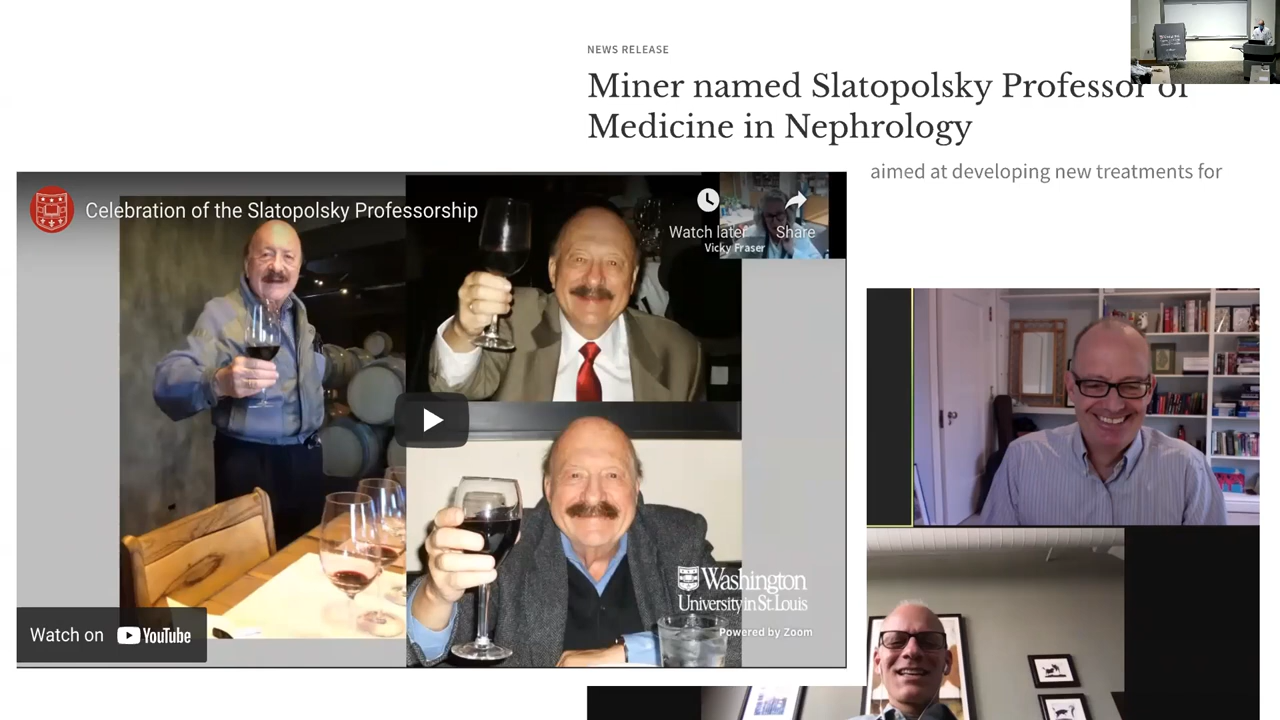 NEWS RELEASE
Miner named Slatopolsky Professor of
Medicine in Nephrology
aimed at developing new treatments for
Celebration of the Slatopolsky Professorship
Watch later
Share
Vicky Fraser
Washington
University in St. Louis
Powered by Zoom
Watch on YouTube